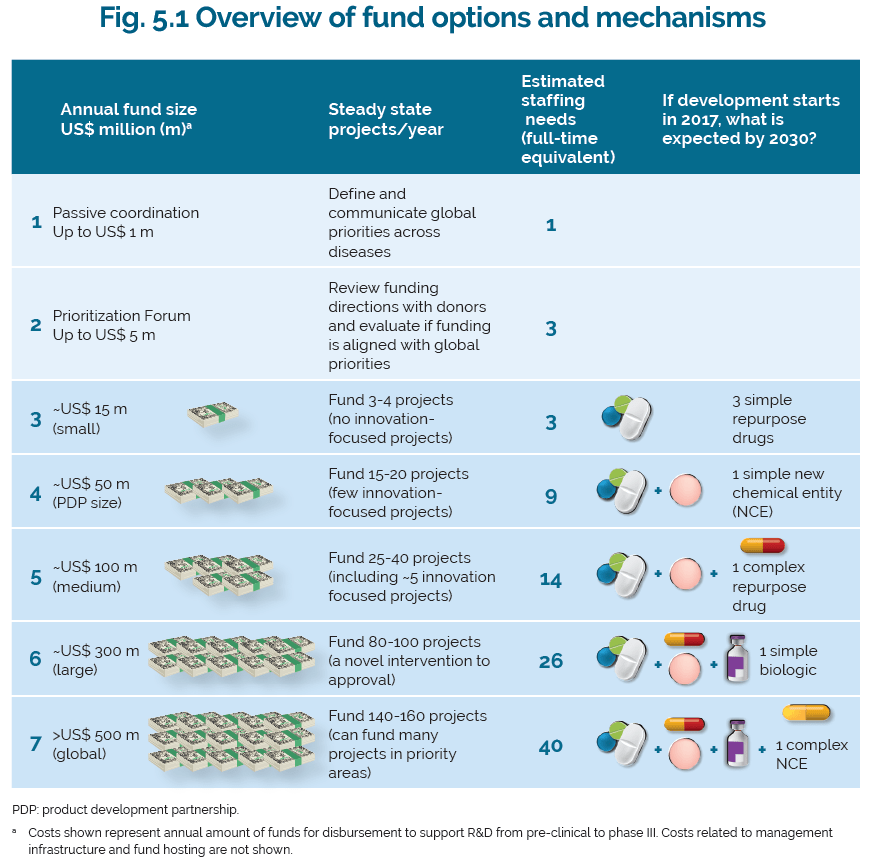 Fig. 5.1 Overview of fund options and mechanisms
Annual fund size
US$ million (m)ᵃ
Steady state
projects/year
Estimated
staffing
needs
(full-time
equivalent)
If development starts
in 2017, what is
expected by 2030?
1
Passive coordination
Up to US$ 1 m
Define and
communicate global
priorities across
diseases
1
2
Prioritization Forum
Up to US$ 5 m
Review funding
directions with donors
and evaluate if funding
is aligned with global
priorities
3
3
~US$ 15 m
(small)
Fund 3-4 projects
(no innovation-
focused projects)
3
3 simple
repurpose
drugs
4
~US$ 50 m
(PDP size)
Fund 15-20 projects
(few innovation-
focused projects)
9
+
1 simple new
chemical entity
(NCE)
5
~US$ 100 m
(medium)
Fund 25-40 projects
(including ~5 innovation
focused projects)
14
+
+
1 complex
repurpose
drug
6
~US$ 300 m
(large)
Fund 80-100 projects
(a novel intervention to
approval)
26
+
+
1 simple
biologic
7
>US$ 500 m
(global)
Fund 140-160 projects
(can fund many
projects in priority
areas)
40
+
+
+
1 complex
NCE
PDP: product development partnership.
ᵃ Costs shown represent annual amount of funds for disbursement to support R&D from pre-clinical to phase III. Costs related to management
infrastructure and fund hosting are not shown.